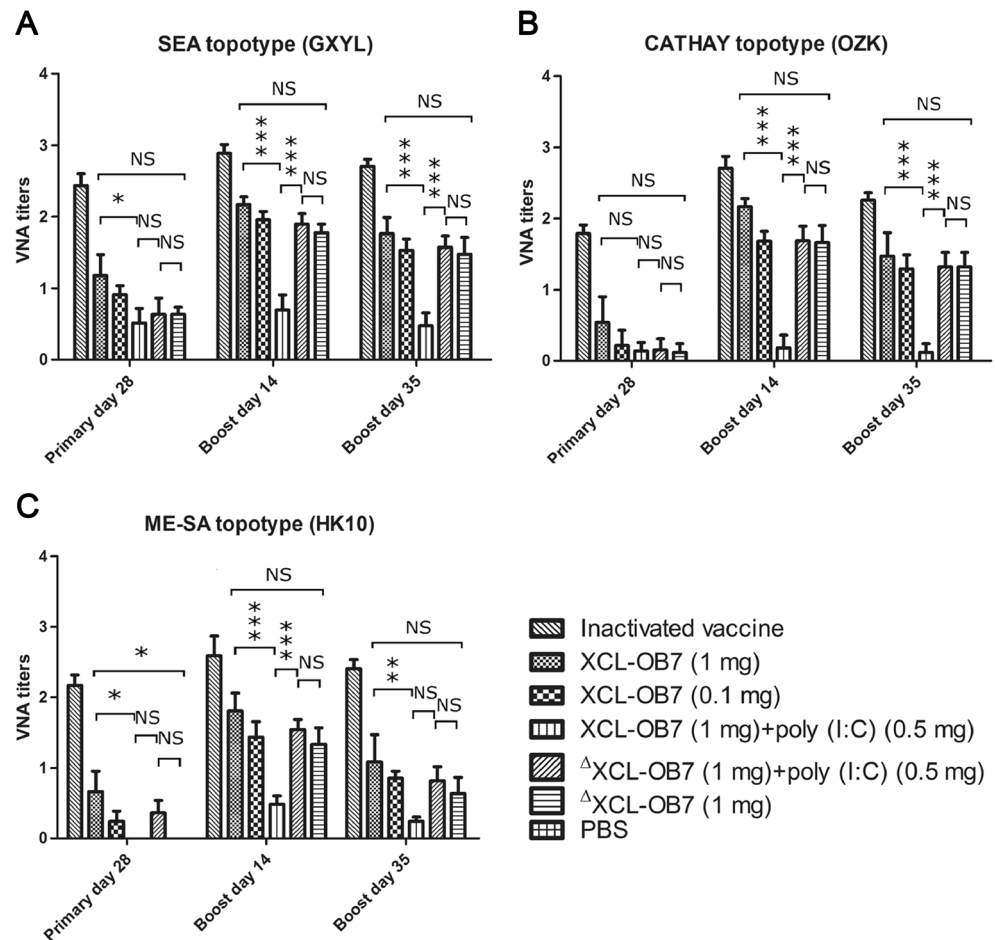 A
SEA topotype (GXYL)
VNA titers
4
3
2
1
0
NS
*
NS
NS
NS
***
***
NS
NS
***
***
NS
Primary day 28
Boost day 14
Boost day 35
B
CATHAY topotype (OZK)
VNA titers
4
3
2
1
0
NS
NS
NS
NS
NS
***
***
NS
NS
***
***
NS
Primary day 28
Boost day 14
Boost day 35
C
ME-SA topotype (HK10)
VNA titers
4
3
2
1
0
*
*
NS
NS
NS
***
***
NS
NS
**
NS
NS
Primary day 28
Boost day 14
Boost day 35
Inactivated vaccine
XCL-OB7 (1 mg)
XCL-OB7 (0.1 mg)
XCL-OB7 (1 mg)+poly (I:C) (0.5 mg)
ΔXCL-OB7 (1 mg)+poly (I:C) (0.5 mg)
ΔXCL-OB7 (1 mg)
PBS